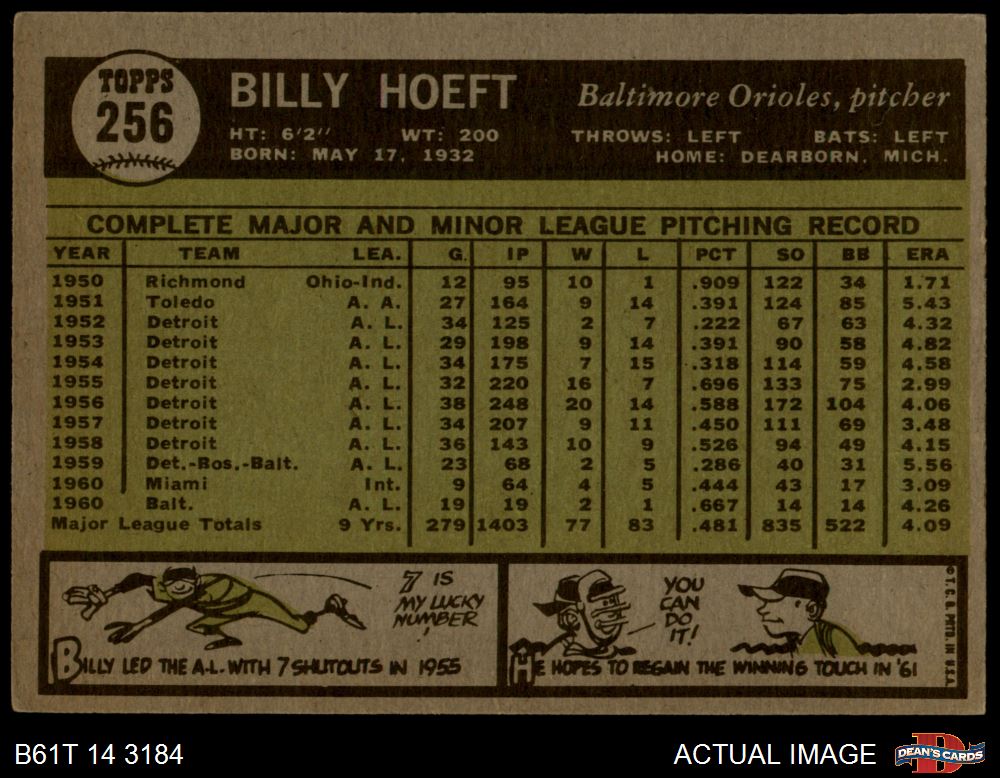 TOPPS
256
BILLY HOEFT
Baltimore Orioles, pitcher
HT: 6'2" WT: 200 THROWS: LEFT BATS: LEFT
BORN: MAY 17, 1932 HOME: DEARBORN, MICH.
COMPLETE MAJOR AND MINOR LEAGUE PITCHING RECORD
YEAR TEAM LEA. G. IP W L PCT SO BB ERA
1950 Richmond Ohio-Ind. 12 95 10 1 .909 122 34 1.71
1951 Toledo A. A. 27 164 9 14 .391 124 85 5.43
1952 Detroit A. L. 34 125 2 7 .222 67 63 4.32
1953 Detroit A. L. 29 198 9 14 .391 90 58 4.82
1954 Detroit A. L. 34 175 7 15 .318 114 59 4.58
1955 Detroit A. L. 32 220 16 7 .696 133 75 2.99
1956 Detroit A. L. 38 248 20 14 .588 172 104 4.06
1957 Detroit A. L. 34 207 9 11 .450 111 69 3.48
1958 Detroit A. L. 36 143 10 9 .526 94 49 4.15
1959 Det.-Bos.-Balt. A. L. 23 68 2 5 .286 40 31 5.56
1960 Miami Int. 9 64 4 5 .444 43 17 3.09
1960 Balt. A. L. 19 19 2 1 .667 14 14 4.26
Major League Totals 9 Yrs. 279 1403 77 83 .481 835 522 4.09
7 IS
MY LUCKY
NUMBER
!
BILLY LED THE A.L. WITH 7 SHUTOUTS IN 1955
YOU
CAN
DO
IT!
HE HOPES TO REGAIN THE WINNING TOUCH IN '61
© T. C. G. PRTD. IN U.S.A.
B61T 14 3184
ACTUAL IMAGE
DEAN'S CARDS